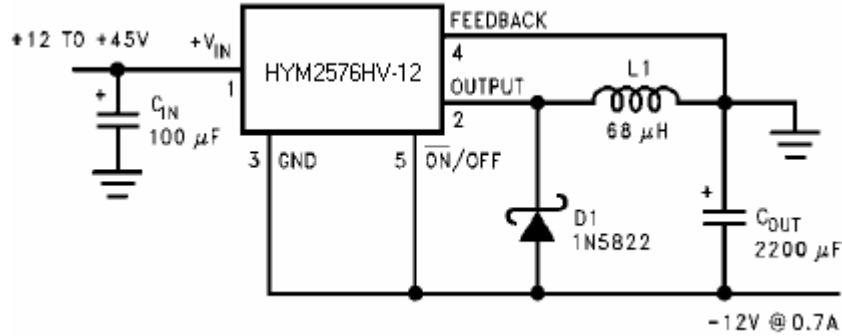 +12 TO +45V
+VIN
1
HYM2576HV-12
FEEDBACK
4
OUTPUT
2
L1
68 µH
+
CIN
100 µF
3 GND
5 ON/OFF
D1
1N5822
+
COUT
2200 µF
-12V @ 0.7A